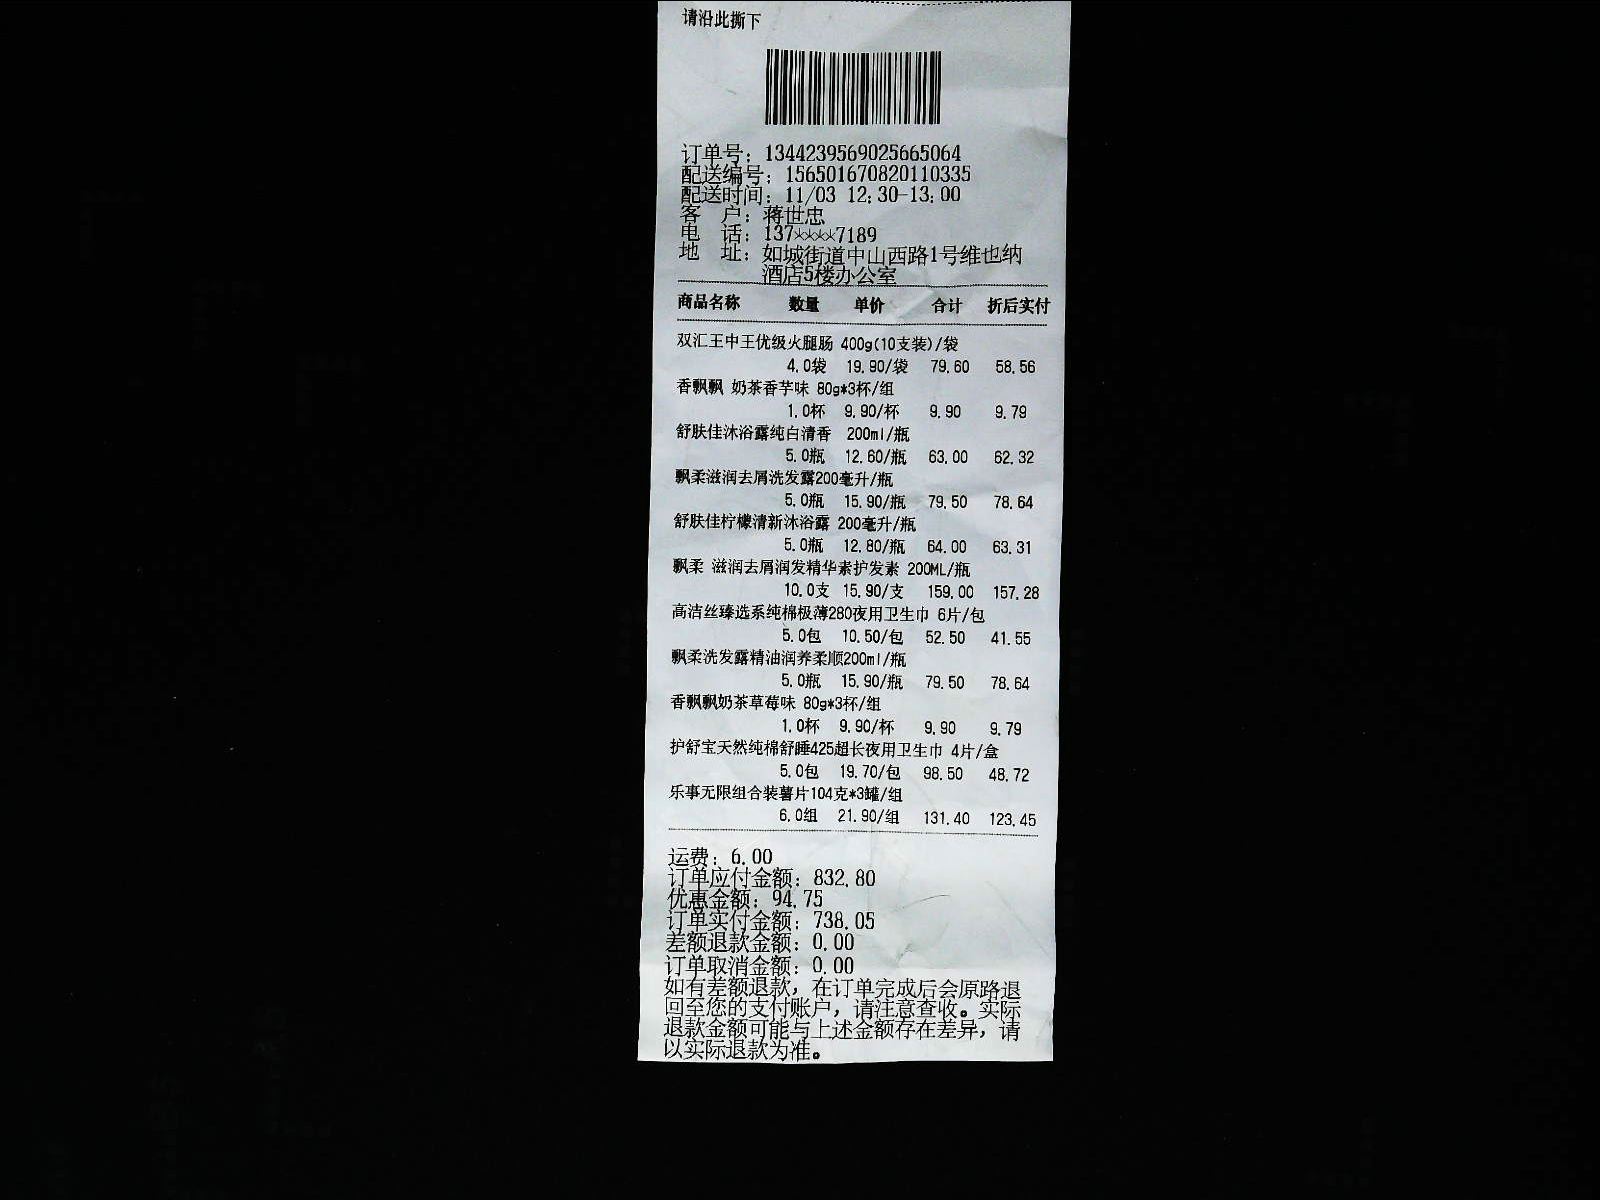 请沿此撕下
订单号：1344239569025665064
配送编号：156501670820110335
配送时间：11/03 12:30-13:00
客 户：蒋世忠
电 话：137****7189
地 址：如城街道中山西路1号维也纳
酒店5楼办公室
商品名称 数量 单价 合计 折后实付
双汇王中王优级火腿肠 400g(10支装)/袋
4.0袋 19.90/袋 79.60 58.56
香飘飘 奶茶香芋味 80g*3杯/组
1.0杯 9.90/杯 9.90 9.79
舒肤佳沐浴露纯白清香 200ml/瓶
5.0瓶 12.60/瓶 63.00 62.32
飘柔滋润去屑洗发露200毫升/瓶
5.0瓶 15.90/瓶 79.50 78.64
舒肤佳柠檬清新沐浴露 200毫升/瓶
5.0瓶 12.80/瓶 64.00 63.31
飘柔 滋润去屑润发精华素护发素 200ML/瓶
10.0支 15.90/支 159.00 157.28
高洁丝臻选系纯棉极薄280夜用卫生巾 6片/包
5.0包 10.50/包 52.50 41.55
飘柔洗发露精油润养柔顺200ml/瓶
5.0瓶 15.90/瓶 79.50 78.64
香飘飘奶茶草莓味 80g*3杯/组
1.0杯 9.90/杯 9.90 9.79
护舒宝天然纯棉舒睡425超长夜用卫生巾 4片/盒
5.0包 19.70/包 98.50 48.72
乐事无限组合装薯片104克*3罐/组
6.0组 21.90/组 131.40 123.45
运费：6.00
订单应付金额：832.80
优惠金额：94.75
订单实付金额：738.05
差额退款金额：0.00
订单取消金额：0.00
如有差额退款，在订单完成后会原路退
回至您的支付账户，请注意查收。实际
退款金额可能与上述金额存在差异，请
以实际退款为准。